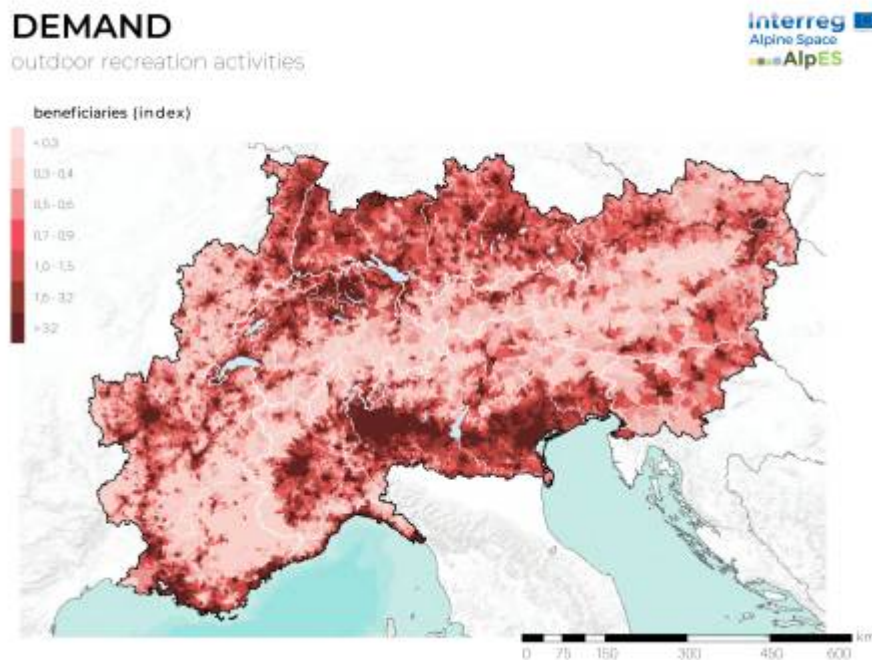 DEMAND
outdoor recreation activities
Interreg
Alpine Space
AlpES
beneficiaries (index)
< 0,3
0,3 - 0,4
0,5 - 0,6
0,7 - 0,9
1,0 - 1,5
1,6 - 3,2
> 3,2
km
0 75 150 300 450 600